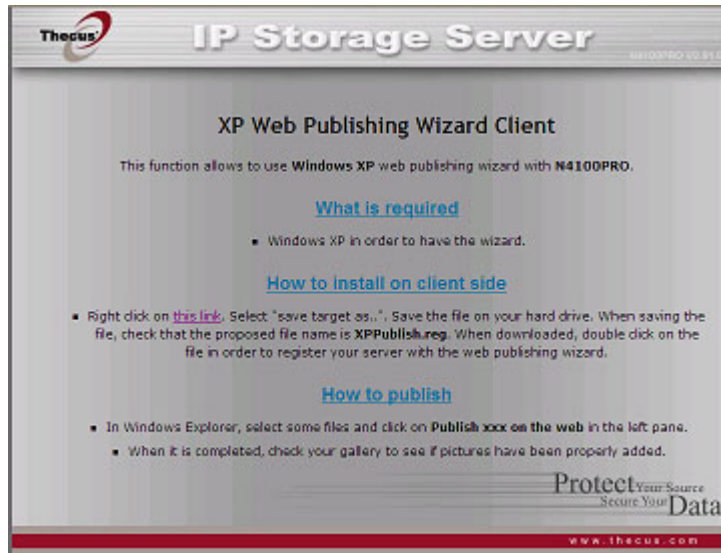 Thecus
IP Storage Server
XP Web Publishing Wizard Client
This function allows to use Windows XP web publishing wizard with N4100PRO.
What is required
Windows XP in order to have the wizard.
How to install on client side
Right click on this link. Select "save target as..". Save the file on your hard drive. When saving the
file, check that the proposed file name is XPPublish.reg. When downloaded, double click on the
file in order to register your server with the web publishing wizard.
How to publish
In Windows Explorer, select some files and click on Publish xxx on the web in the left pane.
When it is completed, check your gallery to see if pictures have been properly added.
Protect Your Source
Secure Your Data
www.thecus.com